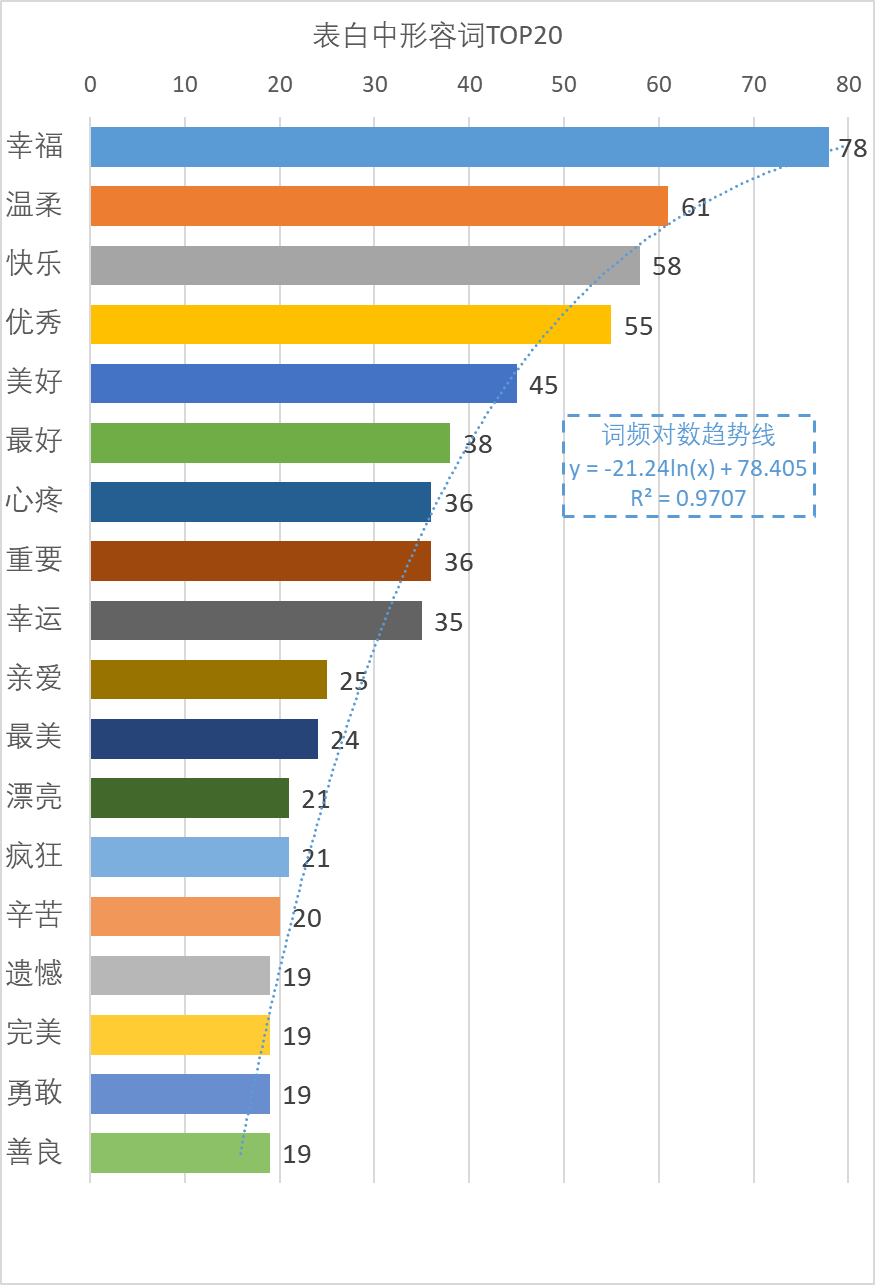 表白中形容词TOP20
0 10 20 30 40 50 60 70 80
幸福 78
温柔 61
快乐 58
优秀 55
美好 45
最好 38
心疼 36
重要 36
幸运 35
亲爱 25
最美 24
漂亮 21
疯狂 21
辛苦 20
遗憾 19
完美 19
勇敢 19
善良 19
词频对数趋势线
y = -21.24ln(x) + 78.405
R² = 0.9707